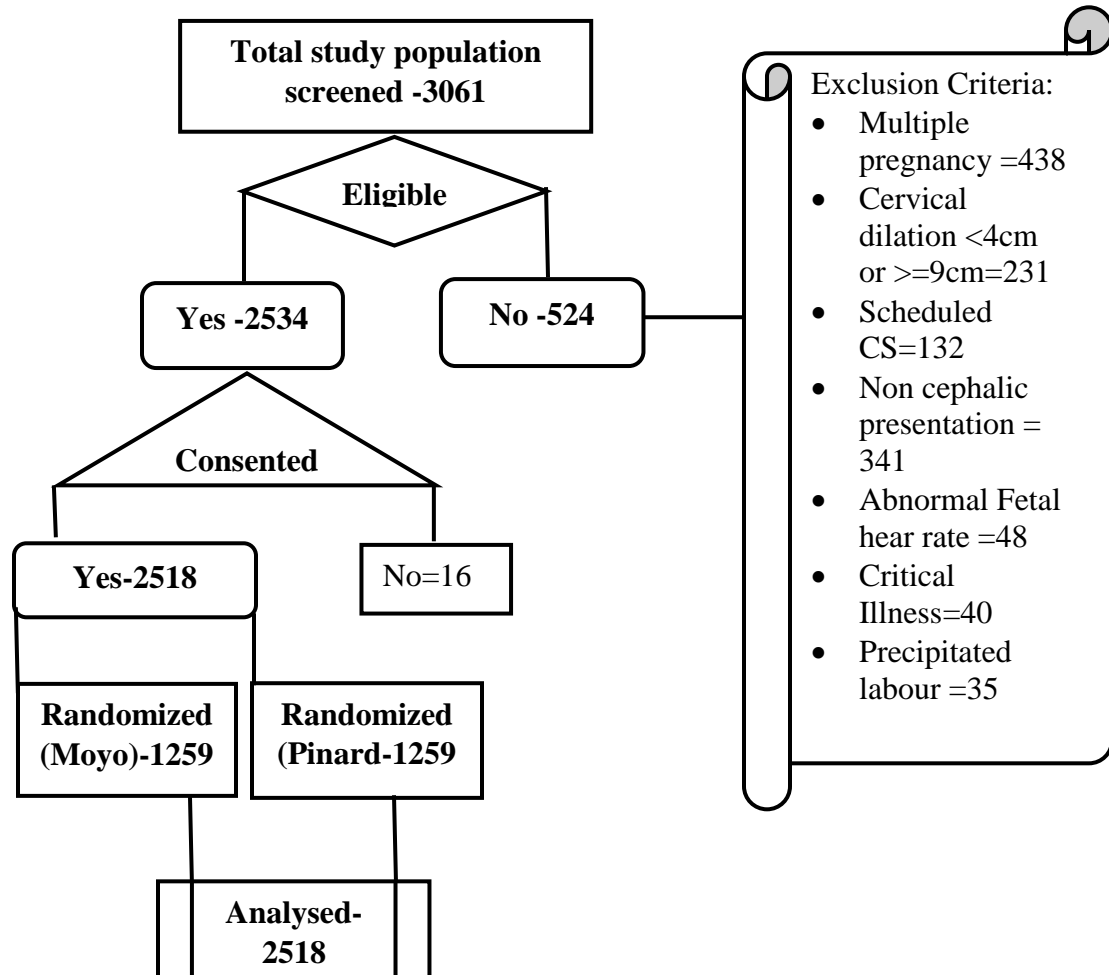 Total study population
screened -3061
Eligible
Yes -2534
No -524
Consented
Yes-2518
No=16
Randomized
(Moyo)-1259
Randomized
(Pinard-1259
Analysed-
2518
Exclusion Criteria:
• Multiple
pregnancy =438
• Cervical
dilation <4cm
or >=9cm=231
• Scheduled
CS=132
• Non cephalic
presentation =
341
• Abnormal Fetal
hear rate =48
• Critical
Illness=40
• Precipitated
labour =35